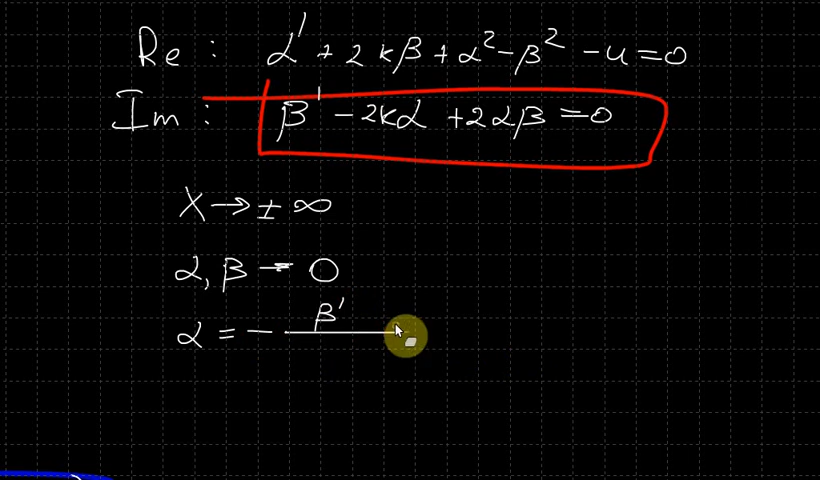 Re : α' + 2kβ + α² - β² - u = 0
Im : β' - 2kα + 2αβ = 0
X → ± ∞
α, β → 0
α = - β'